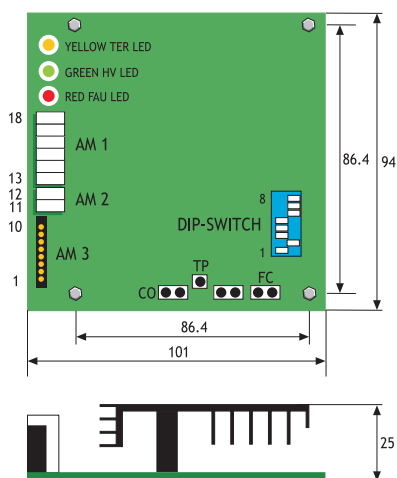 YELLOW TER LED
GREEN HV LED
RED FAU LED
18
AM 1
13
12
AM 2
11
10
AM 3
1
8
DIP-SWITCH
1
TP
CO
FC
86.4
94
86.4
101
25